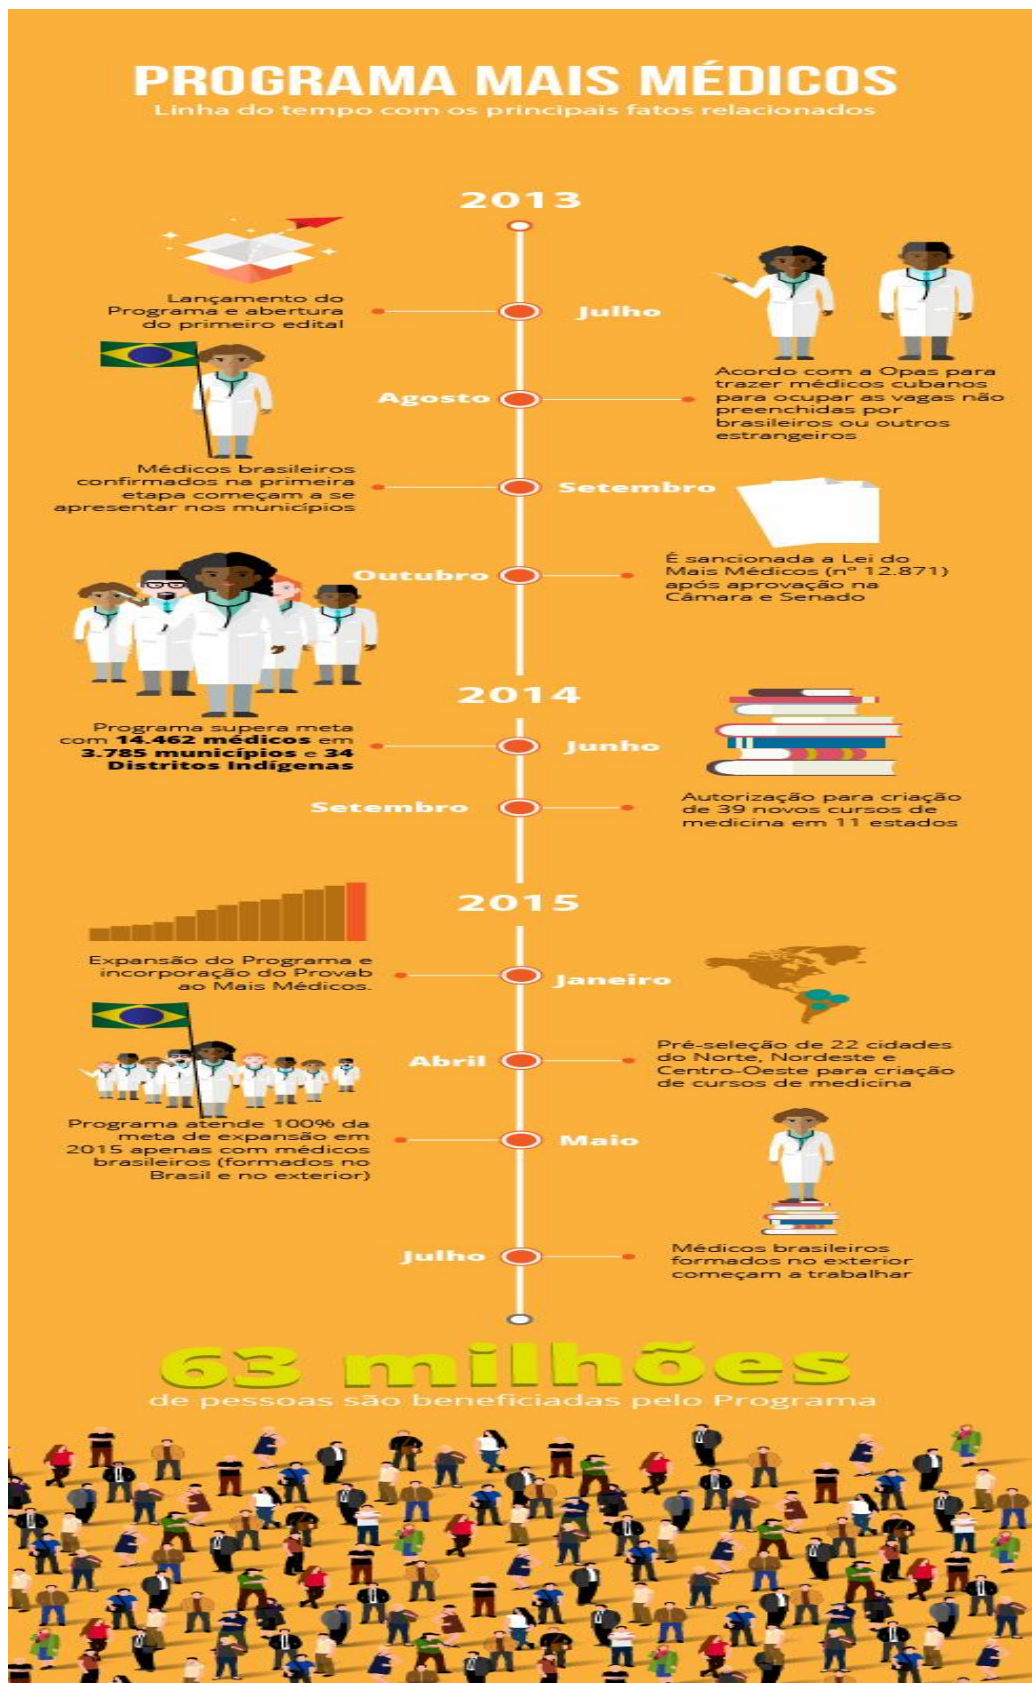 PROGRAMA MAIS MÉDICOS
Linha do tempo com os principais fatos relacionados
2013
Lançamento do
Programa e abertura
do primeiro edital
Julho
Agosto
Acordo com a Opas para
trazer médicos cubanos
para ocupar as vagas não
preenchidas por
brasileiros ou outros
estrangeiros
Médicos brasileiros
confirmados na primeira
etapa começam a se
apresentar nos municípios
Setembro
Outubro
É sancionada a Lei do
Mais Médicos (nº 12.871)
após aprovação na
Câmara e Senado
2014
Programa supera meta
com 14.462 médicos em
3.785 municípios e 34
Distritos Indígenas
Junho
Setembro
Autorização para criação
de 39 novos cursos de
medicina em 11 estados
2015
Expansão do Programa e
incorporação do Provab
ao Mais Médicos.
Janeiro
Abril
Pré-seleção de 22 cidades
do Norte, Nordeste e
Centro-Oeste para criação
de cursos de medicina
Programa atende 100% da
meta de expansão em
2015 apenas com médicos
brasileiros (formados no
Brasil e no exterior)
Maio
Julho
Médicos brasileiros
formados no exterior
começam a trabalhar
63 milhões
de pessoas são beneficiadas pelo Programa